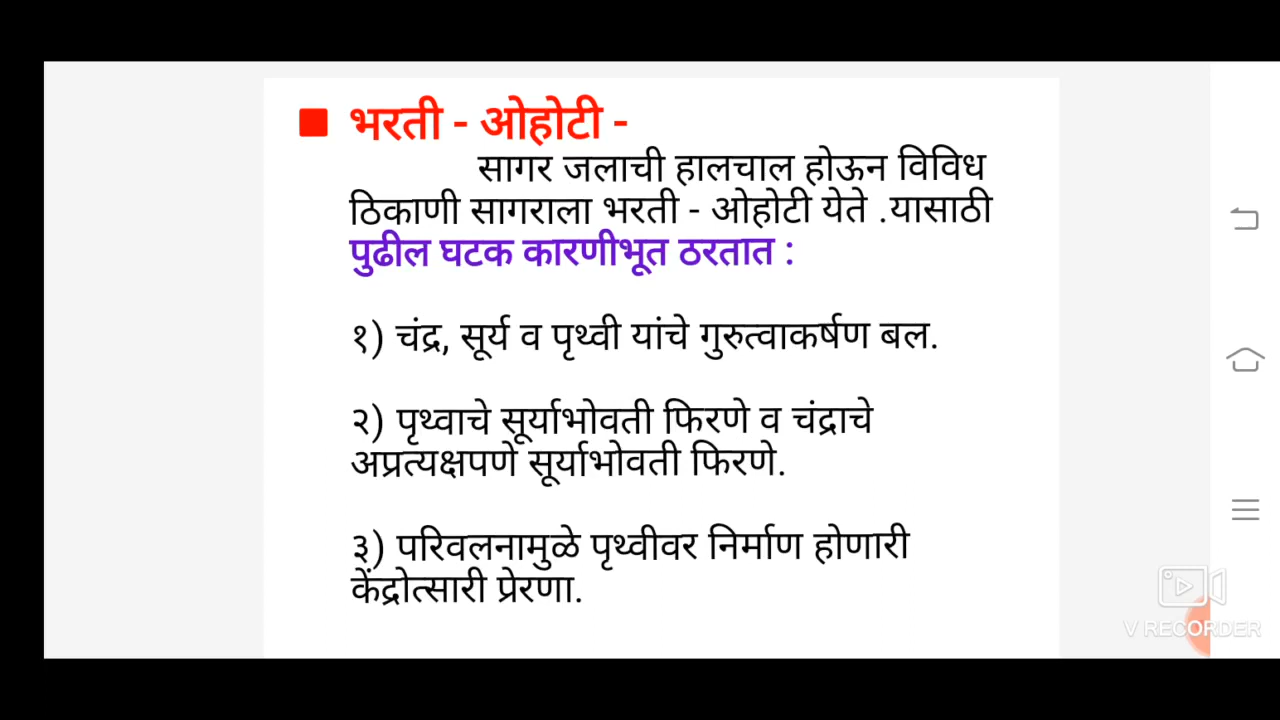 भरती - ओहोटी -
सागर जलाची हालचाल होऊन विविध
ठिकाणी सागराला भरती - ओहोटी येते .यासाठी
पुढील घटक कारणीभूत ठरतात :
१) चंद्र, सूर्य व पृथ्वी यांचे गुरुत्वाकर्षण बल.
२) पृथ्वाचे सूर्याभोवती फिरणे व चंद्राचे
अप्रत्यक्षपणे सूर्याभोवती फिरणे.
३) परिवलनामुळे पृथ्वीवर निर्माण होणारी
केंद्रोत्सारी प्रेरणा.
V RECORDER